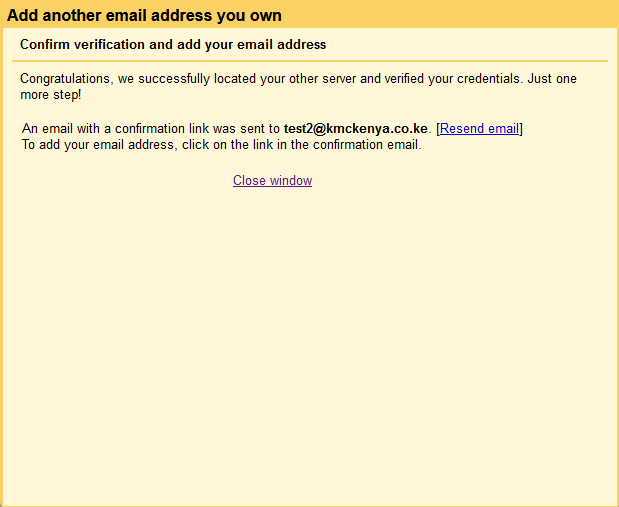 Add another email address you own
Confirm verification and add your email address
Congratulations, we successfully located your other server and verified your credentials. Just one
more step!
An email with a confirmation link was sent to test2@kmckenya.co.ke. [Resend email]
To add your email address, click on the link in the confirmation email.
Close window